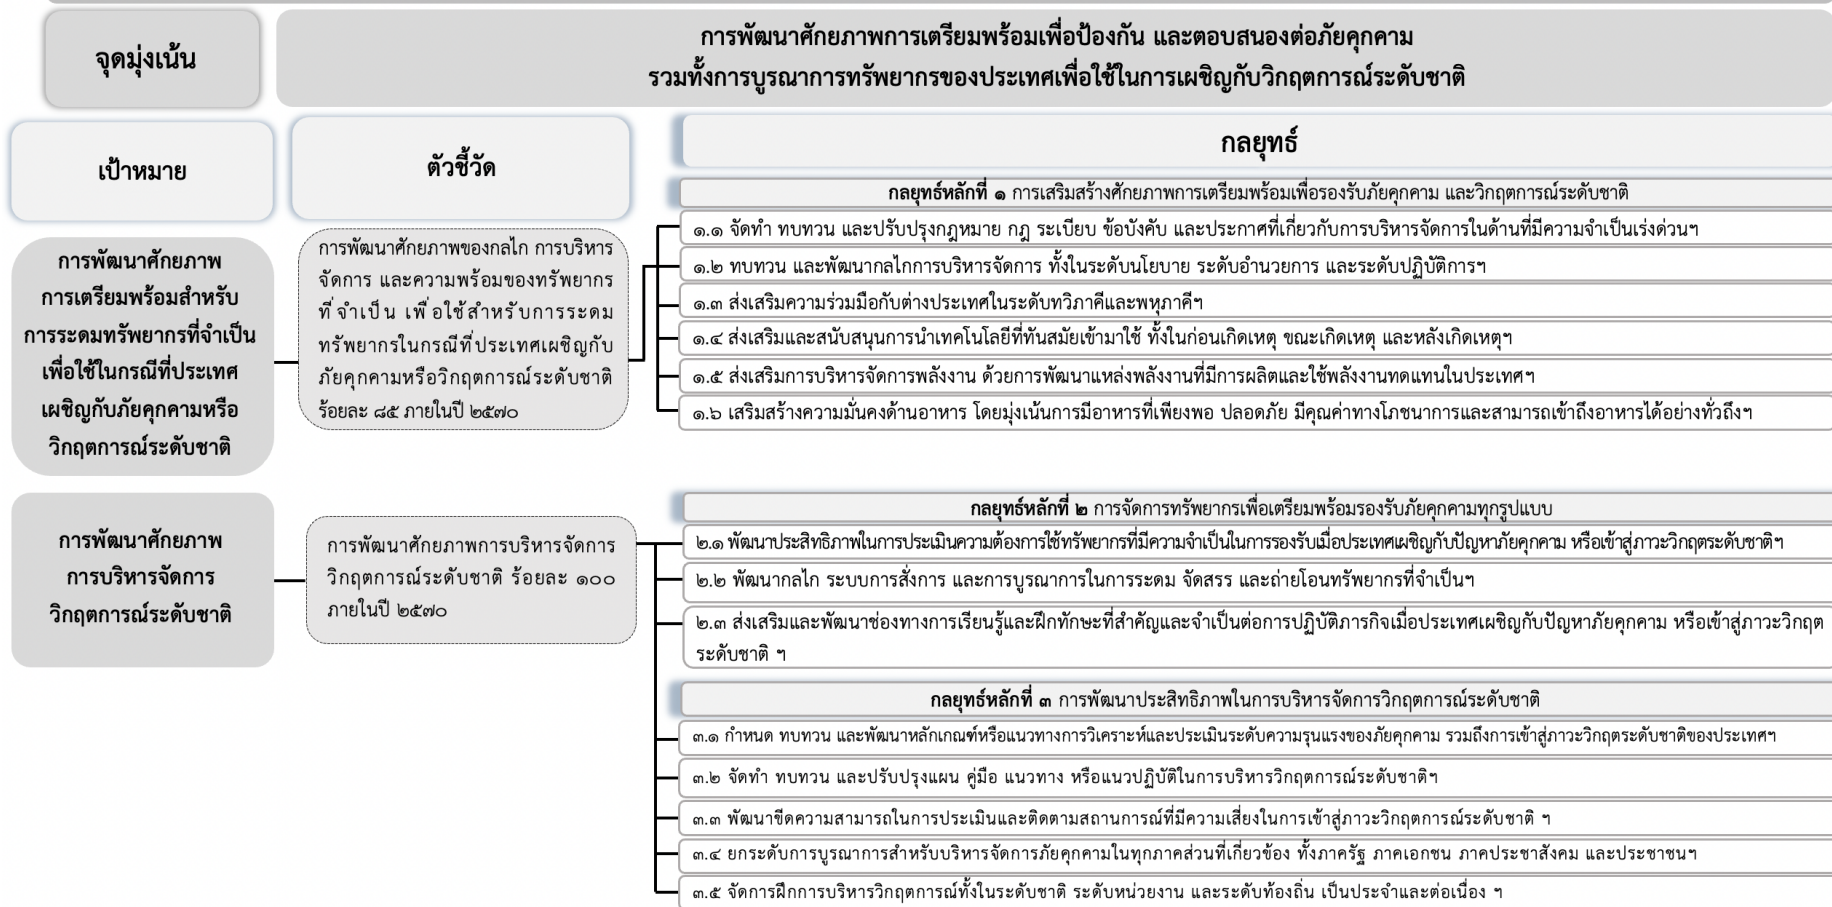 จุดมุ่งเน้น
การพัฒนาศักยภาพการเตรียมพร้อมเพื่อป้องกัน และตอบสนองต่อภัยคุกคาม
รวมทั้งการบูรณาการทรัพยากรของประเทศเพื่อใช้ในการเผชิญกับวิกฤตการณ์ระดับชาติ
เป้าหมาย
ตัวชี้วัด
กลยุทธ์
การพัฒนาศักยภาพ
การเตรียมพร้อมสำหรับ
การระดมทรัพยากรที่จำเป็น
เพื่อใช้ในกรณีที่ประเทศ
เผชิญกับภัยคุกคามหรือ
วิกฤตการณ์ระดับชาติ
การพัฒนาศักยภาพของกลไก การบริหาร
จัดการ และความพร้อมของทรัพยากร
ที่จำเป็น เพื่อใช้สำหรับการระดม
ทรัพยากรในกรณีที่ประเทศเผชิญกับ
ภัยคุกคามหรือวิกฤตการณ์ระดับชาติ
ร้อยละ ๘๕ ภายในปี ๒๕๗๐
กลยุทธ์หลักที่ ๑ การเสริมสร้างศักยภาพการเตรียมพร้อมเพื่อรองรับภัยคุกคาม และวิกฤตการณ์ระดับชาติ
๑.๑ จัดทำ ทบทวน และปรับปรุงกฎหมาย กฎ ระเบียบ ข้อบังคับ และประกาศที่เกี่ยวกับการบริหารจัดการในด้านที่มีความจำเป็นเร่งด่วนฯ
๑.๒ ทบทวน และพัฒนากลไกการบริหารจัดการ ทั้งในระดับนโยบาย ระดับอำนวยการ และระดับปฏิบัติการฯ
๑.๓ ส่งเสริมความร่วมมือกับต่างประเทศในระดับทวิภาคีและพหุภาคีฯ
๑.๔ ส่งเสริมและสนับสนุนการนำเทคโนโลยีที่ทันสมัยเข้ามาใช้ ทั้งในก่อนเกิดเหตุ ขณะเกิดเหตุ และหลังเกิดเหตุฯ
๑.๕ ส่งเสริมการบริหารจัดการพลังงาน ด้วยการพัฒนาแหล่งพลังงานที่มีการผลิตและใช้พลังงานทดแทนในประเทศฯ
๑.๖ เสริมสร้างความมั่นคงด้านอาหาร โดยมุ่งเน้นการมีอาหารที่เพียงพอ ปลอดภัย มีคุณค่าทางโภชนาการและสามารถเข้าถึงอาหารได้อย่างทั่วถึงฯ
การพัฒนาศักยภาพ
การบริหารจัดการ
วิกฤตการณ์ระดับชาติ
การพัฒนาศักยภาพการบริหารจัดการ
วิกฤตการณ์ระดับชาติ ร้อยละ ๑๐๐
ภายในปี ๒๕๗๐
กลยุทธ์หลักที่ ๒ การจัดการทรัพยากรเพื่อเตรียมพร้อมรองรับภัยคุกคามทุกรูปแบบ
๒.๑ พัฒนาประสิทธิภาพในการประเมินความต้องการใช้ทรัพยากรที่มีความจำเป็นในการรองรับเมื่อประเทศเผชิญกับปัญหาภัยคุกคาม หรือเข้าสู่ภาวะวิกฤตระดับชาติฯ
๒.๒ พัฒนากลไก ระบบการสั่งการ และการบูรณาการในการระดม จัดสรร และถ่ายโอนทรัพยากรที่จำเป็นฯ
๒.๓ ส่งเสริมและพัฒนาช่องทางการเรียนรู้และฝึกทักษะที่สำคัญและจำเป็นต่อการปฏิบัติภารกิจเมื่อประเทศเผชิญกับปัญหาภัยคุกคาม หรือเข้าสู่ภาวะวิกฤต
ระดับชาติ ฯ
กลยุทธ์หลักที่ ๓ การพัฒนาประสิทธิภาพในการบริหารจัดการวิกฤตการณ์ระดับชาติ
๓.๑ กำหนด ทบทวน และพัฒนาหลักเกณฑ์หรือแนวทางการวิเคราะห์และประเมินระดับความรุนแรงของภัยคุกคาม รวมถึงการเข้าสู่ภาวะวิกฤตระดับชาติของประเทศฯ
๓.๒ จัดทำ ทบทวน และปรับปรุงแผน คู่มือ แนวทาง หรือแนวปฏิบัติในการบริหารวิกฤตการณ์ระดับชาติฯ
๓.๓ พัฒนาขีดความสามารถในการประเมินและติดตามสถานการณ์ที่มีความเสี่ยงในการเข้าสู่ภาวะวิกฤตการณ์ระดับชาติ ฯ
๓.๔ ยกระดับการบูรณาการสำหรับบริหารจัดการภัยคุกคามในทุกภาคส่วนที่เกี่ยวข้อง ทั้งภาครัฐ ภาคเอกชน ภาคประชาสังคม และประชาชนฯ
๓.๕ จัดการฝึกการบริหารวิกฤตการณ์ทั้งในระดับชาติ ระดับหน่วยงาน และระดับท้องถิ่น เป็นประจำและต่อเนื่อง ฯ